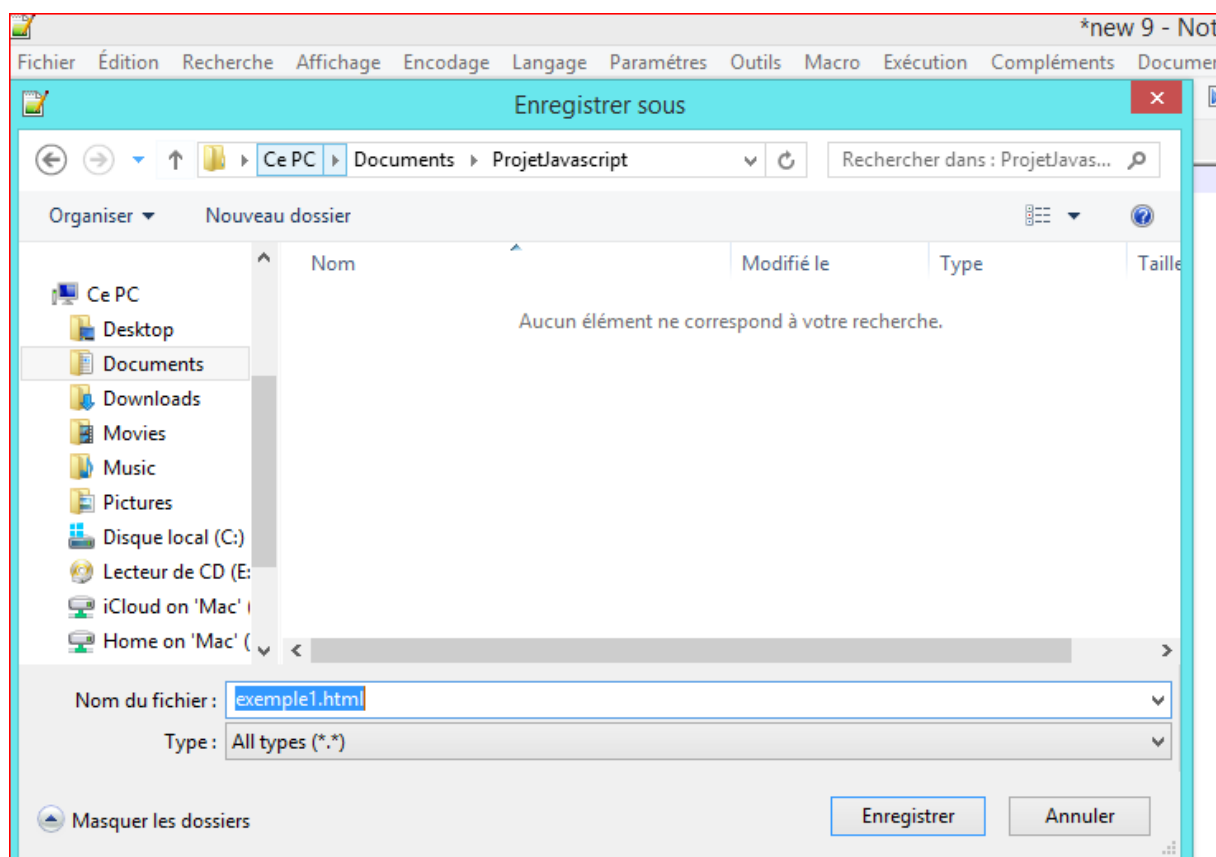 *new 9 - Not
Fichier Édition Recherche Affichage Encodage Langage Paramétres Outils Macro Exécution Compléments Documen
Enregistrer sous
Ce PC Documents ProjetJavascript Rechercher dans : ProjetJavas...
Organiser Nouveau dossier
Nom Modifié le Type Taille
Aucun élément ne correspond à votre recherche.
Ce PC
Desktop
Documents
Downloads
Movies
Music
Pictures
Disque local (C:)
Lecteur de CD (E:
iCloud on 'Mac' (
Home on 'Mac' (
Nom du fichier : exemple1.html
Type : All types (*.*)
Masquer les dossiers Enregistrer Annuler